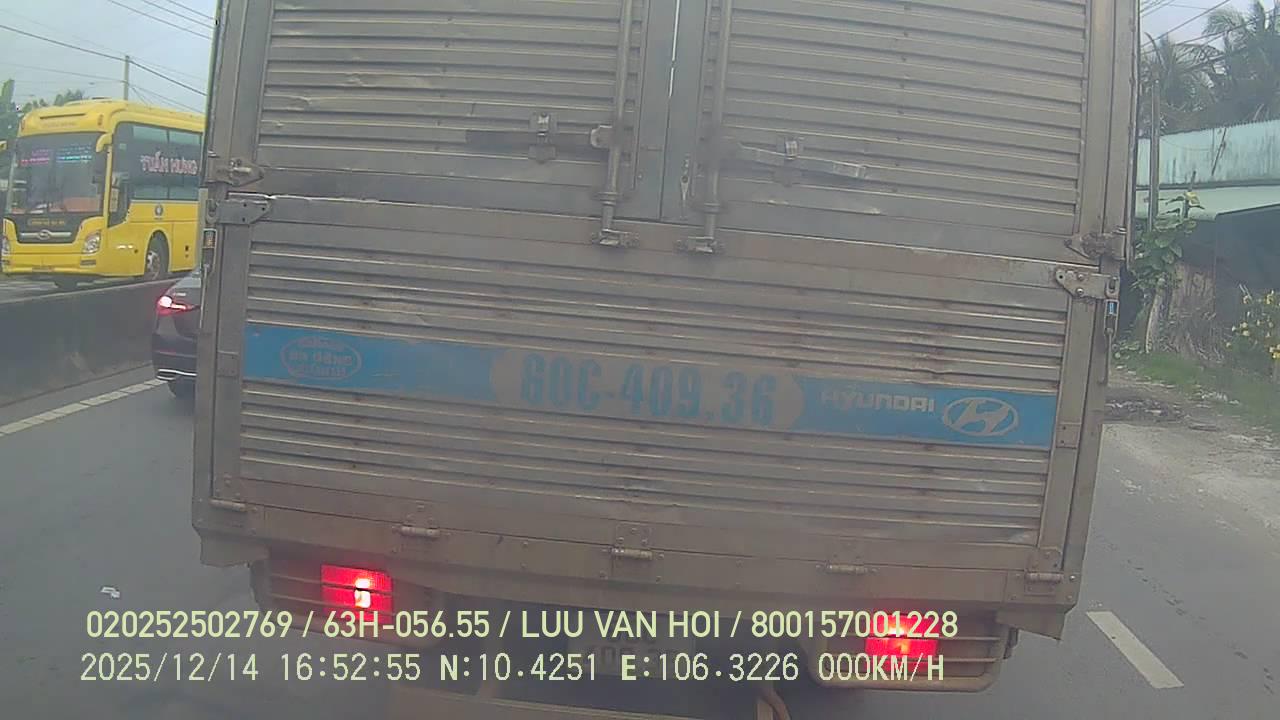 TUẤN HƯNG
60C-409.36
HYUNDAI
020252502769 / 63H-056.55 / LUU VAN HOI / 800157001228
2025/12/14 16:52:55 N:10.4251 E:106.3226 000KM/H